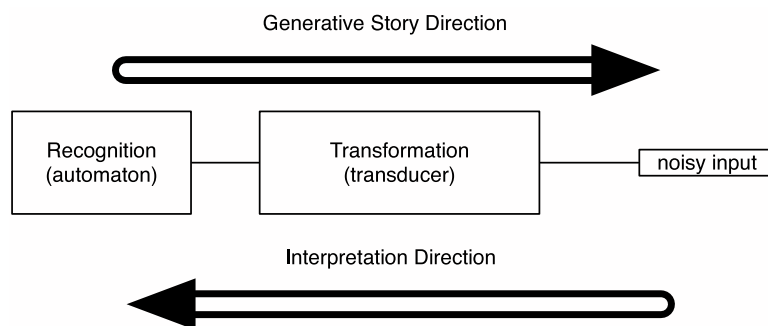 Generative Story Direction
Recognition
(automaton)
Transformation
(transducer)
noisy input
Interpretation Direction